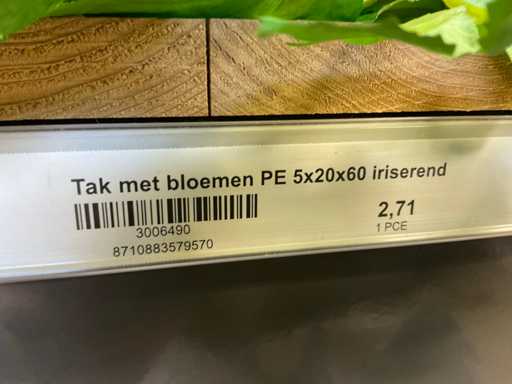 Tak met bloemen PE 5x20x60 iriserend
3006490
8710883579570
2,71
1 PCE